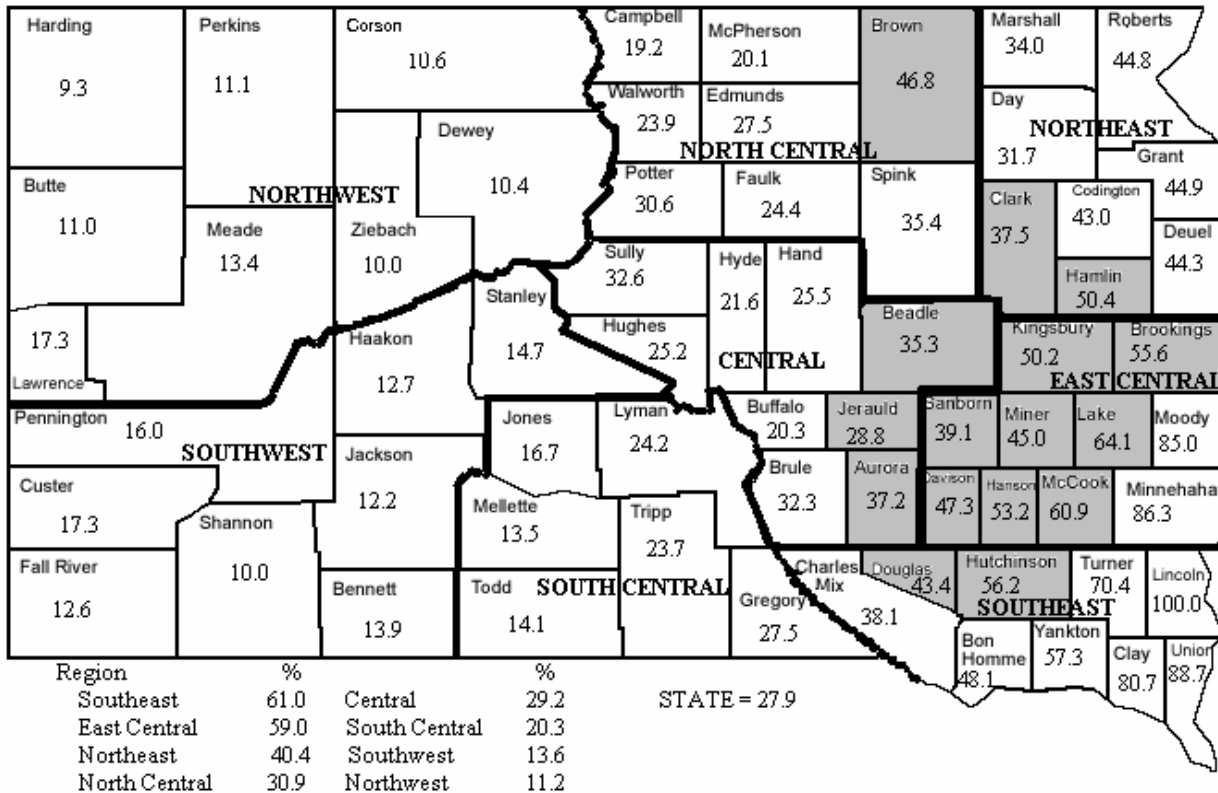 Harding
9.3
Perkins
11.1
Corson
10.6
Campbell
19.2
McPherson
20.1
Brown
46.8
Marshall
34.0
Roberts
44.8
Walworth
23.9
Edmunds
27.5
Day
31.7
NORTHEAST
Dewey
10.4
NORTH CENTRAL
Grant
44.9
Butte
11.0
NORTHWEST
Potter
30.6
Faulk
24.4
Spink
35.4
Clark
37.5
Codington
43.0
Meade
13.4
Ziebach
10.0
Deuel
44.3
Sully
32.6
Hyde
21.6
Hand
25.5
Hamlin
50.4
Stanley
14.7
Beadle
35.3
Lawrence
17.3
Haakon
12.7
Hughes
25.2
CENTRAL
Kingsbury
50.2
Brookings
55.6
EAST CENTRAL
Pennington
16.0
SOUTHWEST
Jones
16.7
Lyman
24.2
Buffalo
20.3
Jerauld
28.8
Sanborn
39.1
Miner
45.0
Lake
64.1
Moody
85.0
Jackson
12.2
Custer
17.3
Brule
32.3
Aurora
37.2
Davison
47.3
Hanson
53.2
McCook
60.9
Minnehaha
86.3
Shannon
10.0
Mellette
13.5
Tripp
23.7
Fall River
12.6
Bennett
13.9
Todd
14.1
SOUTH CENTRAL
Gregory
27.5
Charles
Mix
38.1
Douglas
43.4
Hutchinson
56.2
Turner
70.4
Lincoln
100.0
SOUTHEAST
Bon
Homme
48.1
Yankton
57.3
Clay
80.7
Union
88.7
Region % %
Southeast 61.0 Central 29.2 STATE = 27.9
East Central 59.0 South Central 20.3
Northeast 40.4 Southwest 13.6
North Central 30.9 Northwest 11.2